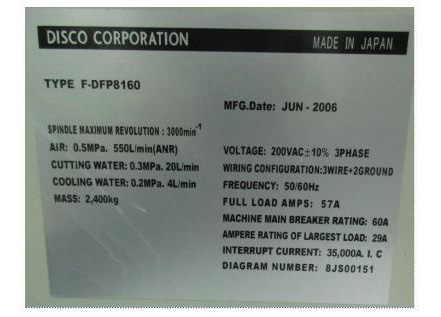 DISCO CORPORATION
MADE IN JAPAN
TYPE F-DFP8160
MFG.Date: JUN - 2006
SPINDLE MAXIMUM REVOLUTION : 3000min⁻¹
AIR: 0.5MPa. 550L/min(ANR)
CUTTING WATER: 0.3MPa. 20L/min
COOLING WATER: 0.2MPa. 4L/min
MASS: 2,400kg
VOLTAGE: 200VAC±10% 3PHASE
WIRING CONFIGURATION:3WIRE+2GROUND
FREQUENCY: 50/60Hz
FULL LOAD AMPS: 57A
MACHINE MAIN BREAKER RATING: 60A
AMPERE RATING OF LARGEST LOAD: 29A
INTERRUPT CURRENT: 35,000A. I. C
DIAGRAM NUMBER: 8JS00151